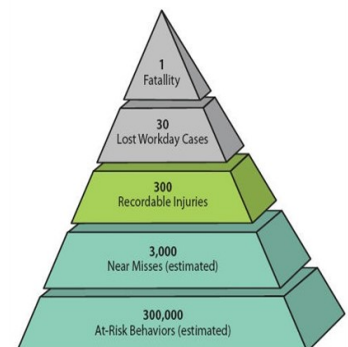 1
Fatallity
30
Lost Workday Cases
300
Recordable Injuries
3,000
Near Misses (estimated)
300,000
At-Risk Behaviors (estimated)